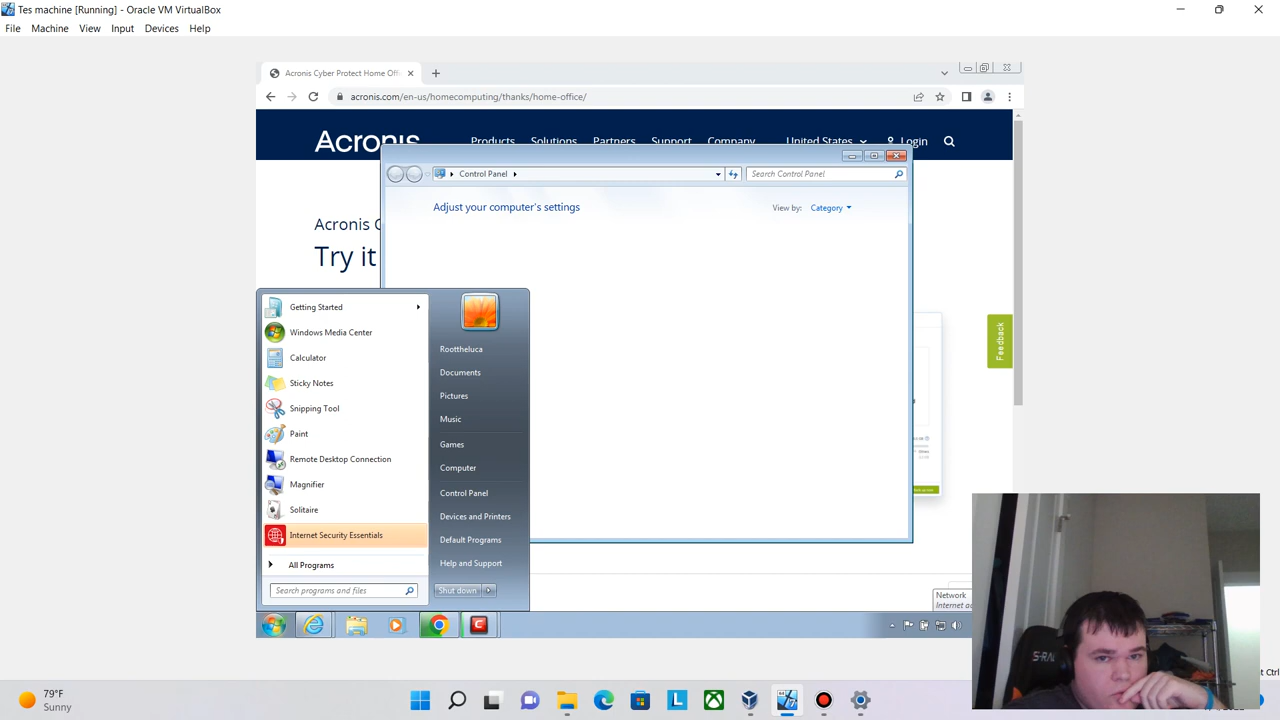 Tes machine [Running] - Oracle VM VirtualBox
File Machine View Input Devices Help
Acronis Cyber Protect Home Offi
acronis.com/en-us/homecomputing/thanks/home-office/
Acronis Products Solutions Partners Support Company United States Login
Control Panel
Search Control Panel
Adjust your computer's settings
View by: Category
Acronis C
Try it
Feedback
Getting Started
Windows Media Center
Calculator
Sticky Notes
Snipping Tool
Paint
Remote Desktop Connection
Magnifier
Solitaire
Internet Security Essentials
All Programs
Search programs and files
Roottheluca
Documents
Pictures
Music
Games
Computer
Control Panel
Devices and Printers
Default Programs
Help and Support
Shut down
Network
Internet ac
S-RAC
t Ctrl
79°F
Sunny